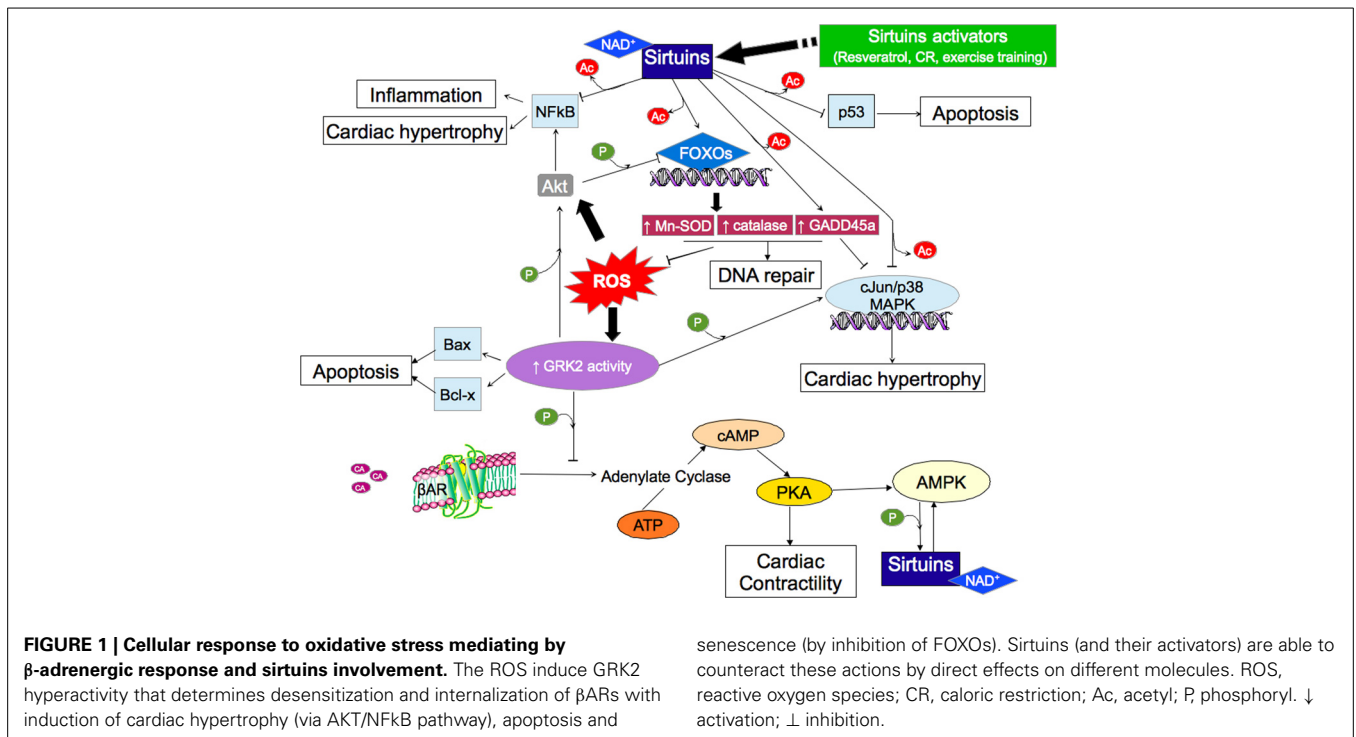 NAD⁺
Sirtuins
Sirtuins activators
(Resveratrol, CR, exercise training)
Ac
Ac
Inflammation
NFkB
Cardiac hypertrophy
p53
Apoptosis
Ac
Ac
P
FOXOs
Akt
↑ Mn-SOD
↑ catalase
↑ GADD45a
Ac
P
ROS
DNA repair
cJun/p38
MAPK
P
Bax
Apoptosis
↑ GRK2 activity
Cardiac hypertrophy
Bcl-x
P
cAMP
CA
CA
CA
βAR
Adenylate Cyclase
PKA
AMPK
ATP
P
Cardiac
Contractility
Sirtuins
NAD⁺
FIGURE 1 | Cellular response to oxidative stress mediating by
β-adrenergic response and sirtuins involvement. The ROS induce GRK2
hyperactivity that determines desensitization and internalization of βARs with
induction of cardiac hypertrophy (via AKT/NFkB pathway), apoptosis and
senescence (by inhibition of FOXOs). Sirtuins (and their activators) are able to
counteract these actions by direct effects on different molecules. ROS,
reactive oxygen species; CR, caloric restriction; Ac, acetyl; P, phosphoryl. ↓
activation; ⊥ inhibition.